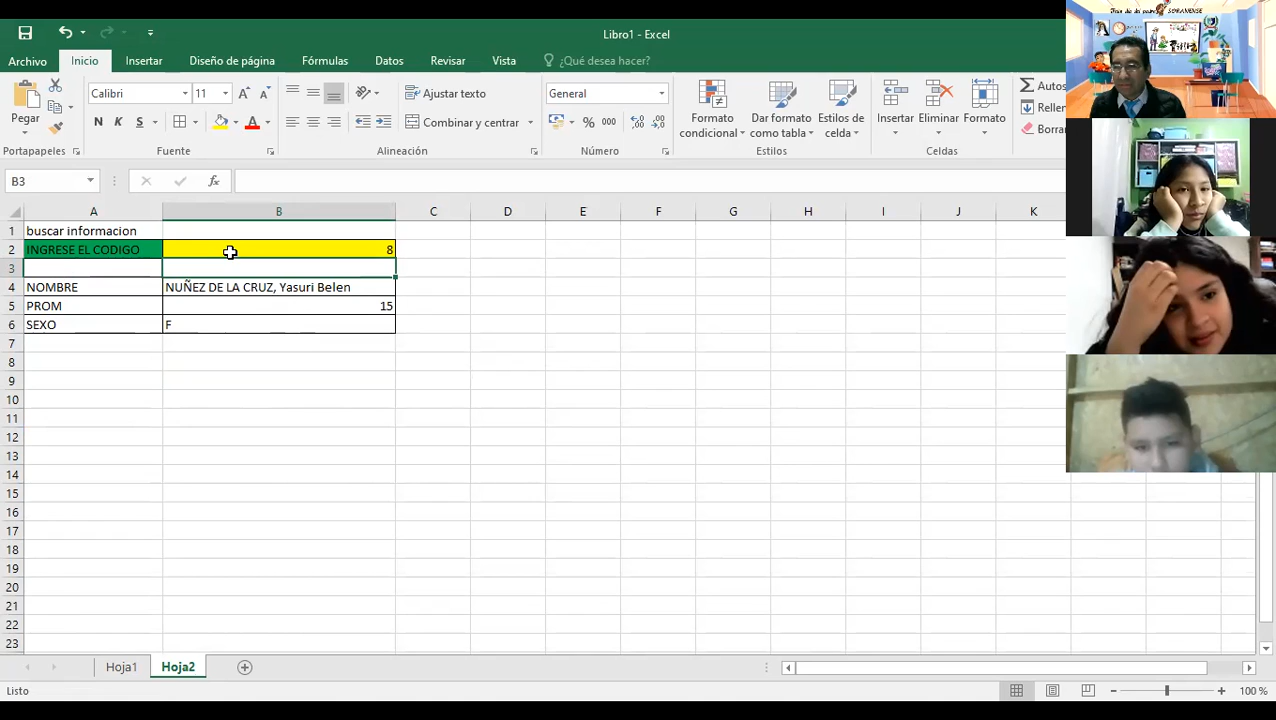 Libro1 - Excel
Archivo Inicio Insertar Diseño de página Fórmulas Datos Revisar Vista ¿Qué desea hacer?
Calibri 11 A A Ajustar texto General Autos
Pegar N K S A Combinar y centrar % 000 Formato condicional Dar formato como tabla Estilos de celda Insertar Eliminar Formato Rellen
Borra
Portapapeles Fuente Alineación Número Estilos Celdas
B3 fx
A B C D E F G H I J K
1 buscar informacion
2 INGRESE EL CODIGO 8
3
4 NOMBRE NUÑEZ DE LA CRUZ, Yasuri Belen
5 PROM 15
6 SEXO F
7
8
9
10
11
12
13
14
15
16
17
18
19
20
21
22
23
Hoja1 Hoja2
Listo 100 %
SORANENSE